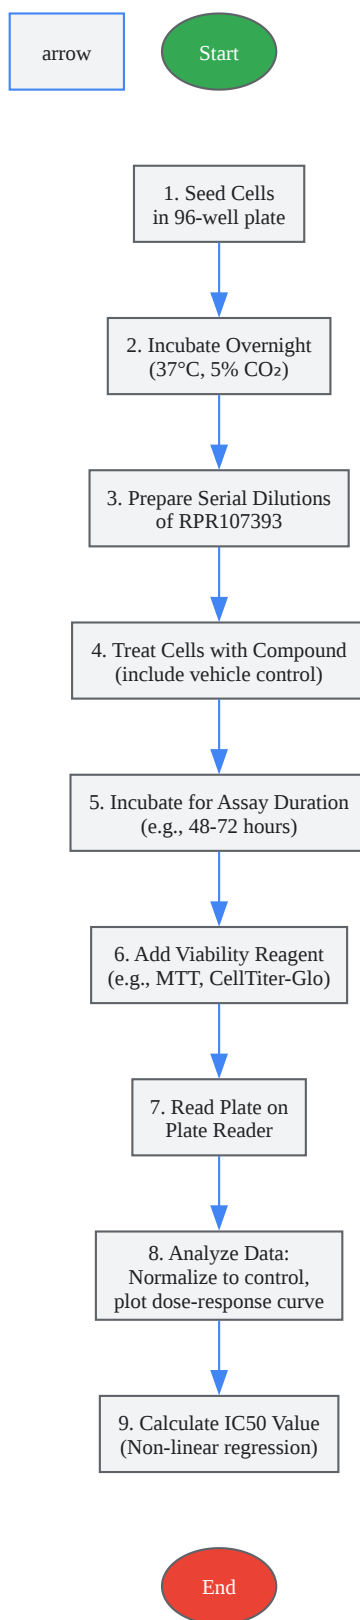 arrow
Start
1. Seed Cells
in 96-well plate
2. Incubate Overnight
(37°C, 5% CO₂)
3. Prepare Serial Dilutions
of RPR107393
4. Treat Cells with Compound
(include vehicle control)
5. Incubate for Assay Duration
(e.g., 48-72 hours)
6. Add Viability Reagent
(e.g., MTT, CellTiter-Glo)
7. Read Plate on
Plate Reader
8. Analyze Data:
Normalize to control,
plot dose-response curve
9. Calculate IC50 Value
(Non-linear regression)
End